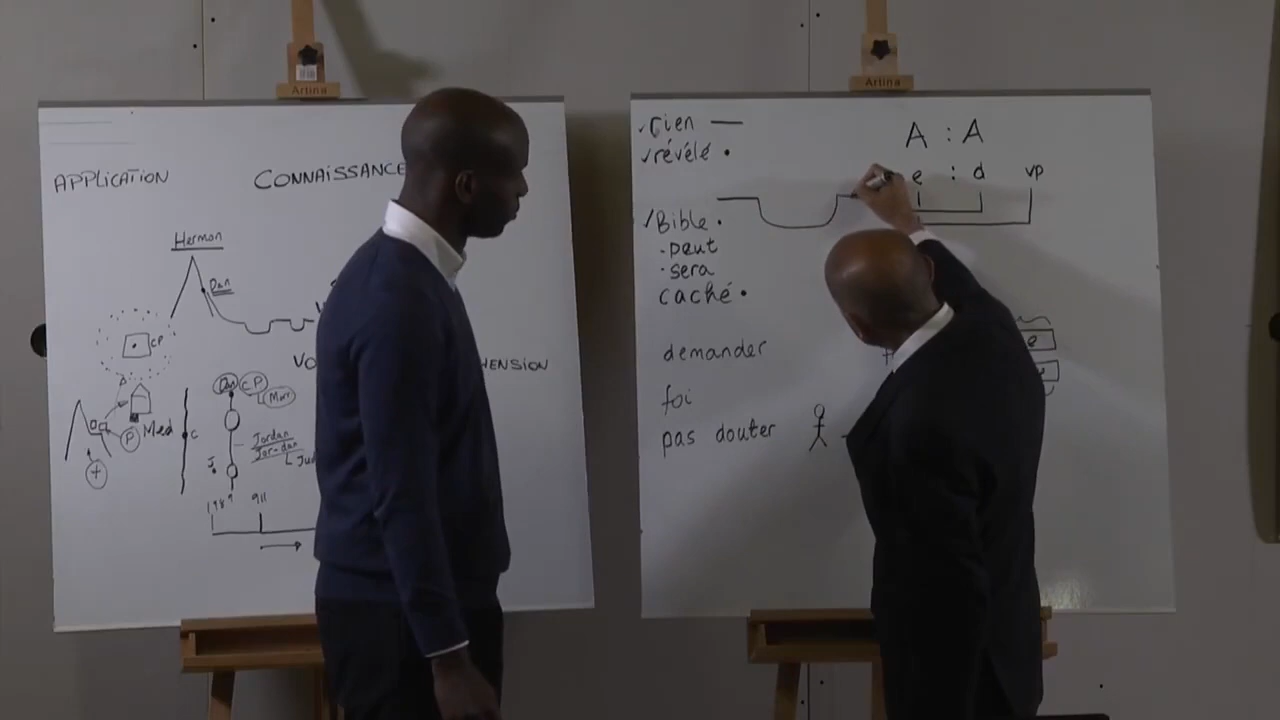 Artina
APPLICATION
CONNAISSANCE
Hermon
Dan
CP
HENSION
Med
P
C
Dan
CP
Jordan
Jor-dan
J
1989
911
Artina
rien
révélé
A : A
e : d
vp
Bible
peut
sera
caché
demander
foi
pas douter
e